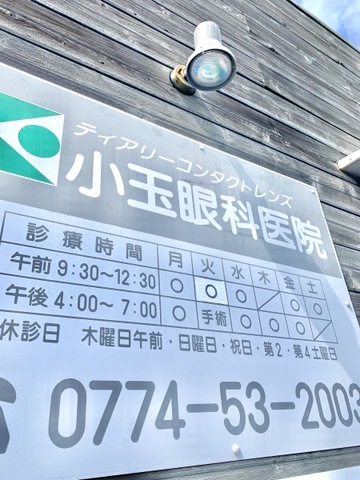 ティアリーコンタクトレンズ
小玉眼科医院
診療時間 月 火 水 木 金 土
午前 9:30~12:30 ○ ○ ○ / ○ ○
午後 4:00~ 7:00 ○ 手術 ○ ○ ○ /
休診日 木曜日午前・日曜日・祝日・第2・第4土曜日
0774-53-2003